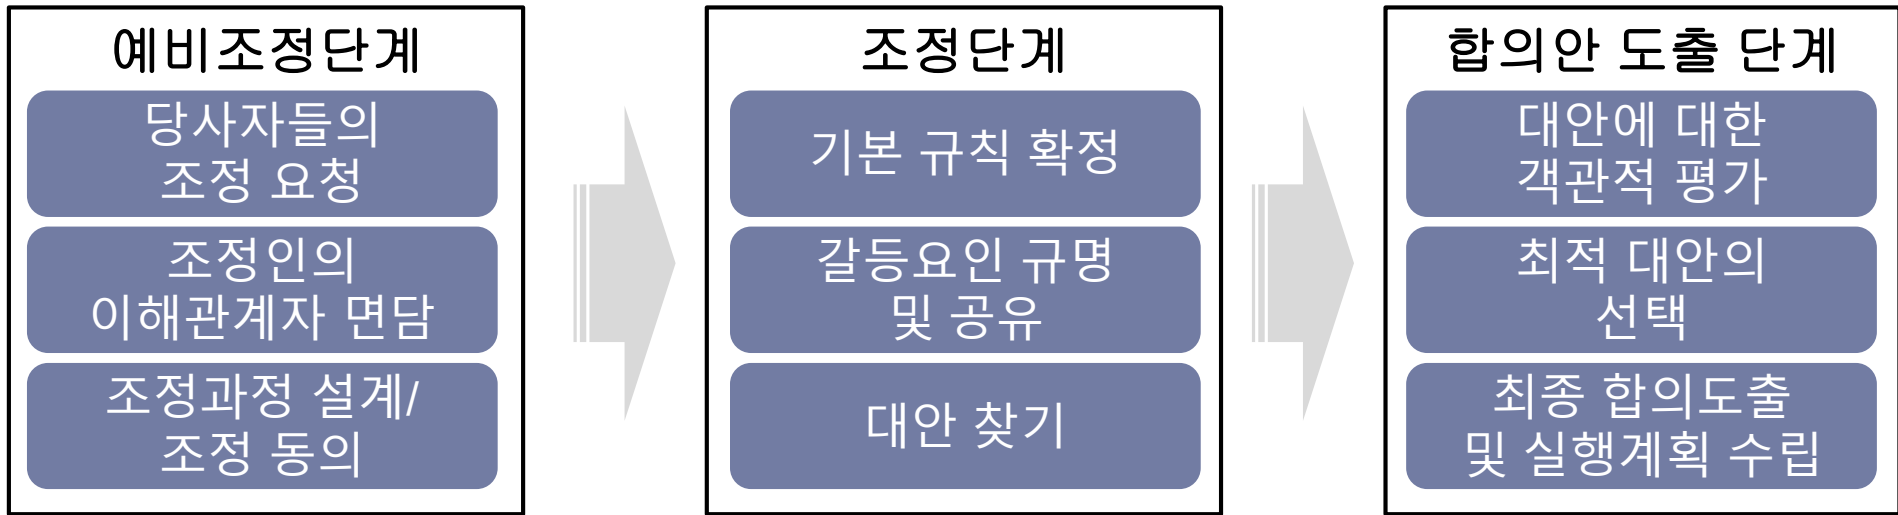 예비조정단계
당사자들의
조정 요청
조정인의
이해관계자 면담
조정과정 설계/
조정 동의
조정단계
기본 규칙 확정
갈등요인 규명
및 공유
대안 찾기
합의안 도출 단계
대안에 대한
객관적 평가
최적 대안의
선택
최종 합의도출
및 실행계획 수립